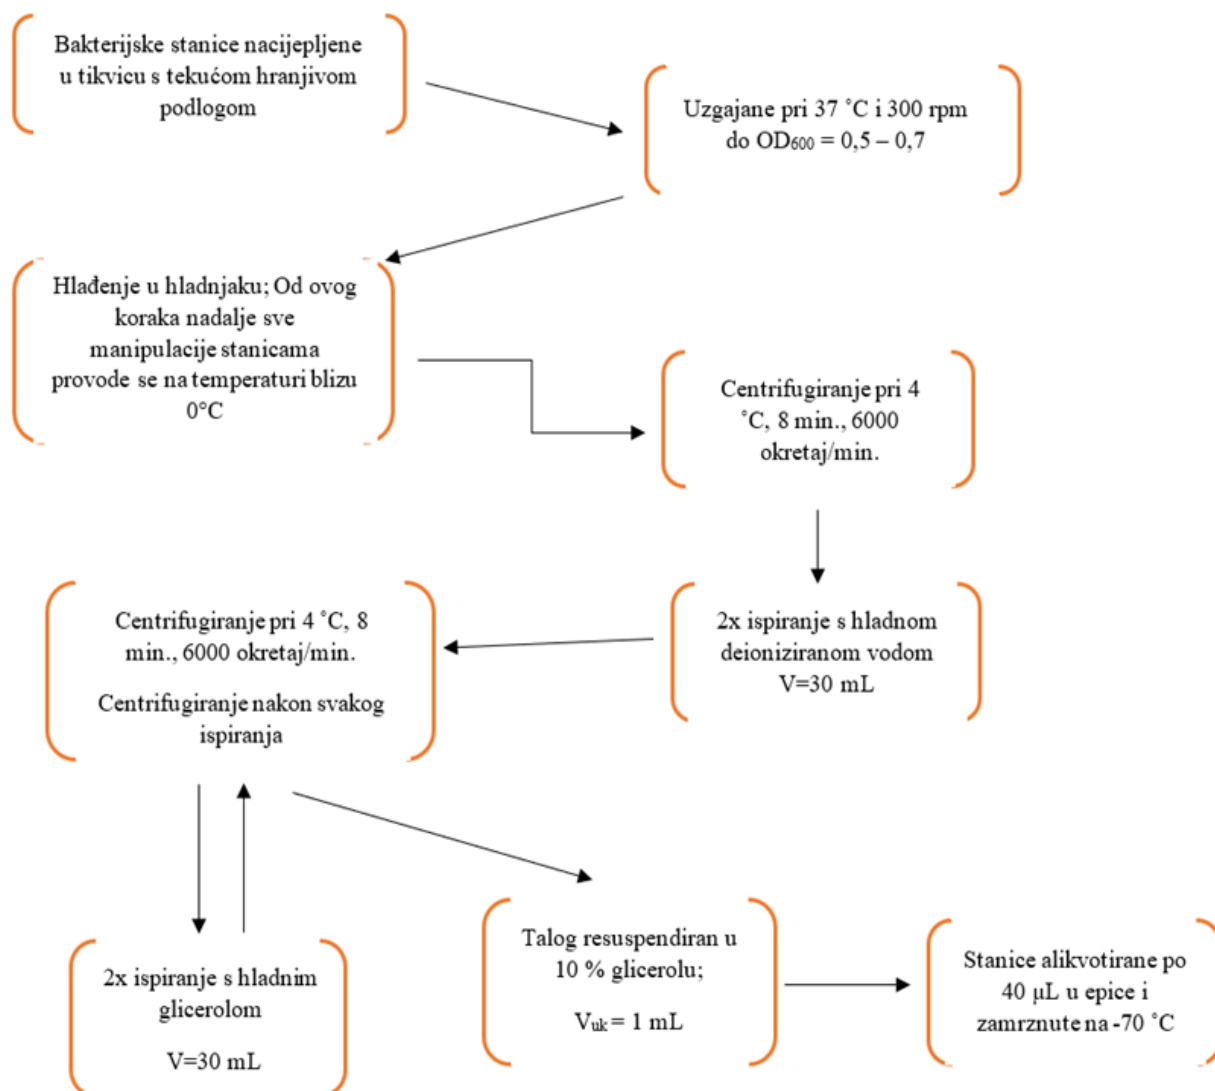 Bakterijske stanice nacijepljene
u tikvicu s tekućom hranjivom
podlogom
Uzgajane pri 37 ˚C i 300 rpm
do OD₆₀₀ = 0,5 – 0,7
Hlađenje u hladnjaku; Od ovog
koraka nadalje sve
manipulacije stanicama
provode se na temperaturi blizu
0°C
Centrifugiranje pri 4
˚C, 8 min., 6000
okretaj/min.
2x ispiranje s hladnom
deioniziranom vodom
V=30 mL
Centrifugiranje pri 4 ˚C, 8
min., 6000 okretaj/min.
Centrifugiranje nakon svakog
ispiranja
2x ispiranje s hladnim
glicerolom
V=30 mL
Talog resuspendiran u
10 % glicerolu;
Vuk = 1 mL
Stanice alikvotirane po
40 µL u epice i
zamrznute na -70 ˚C